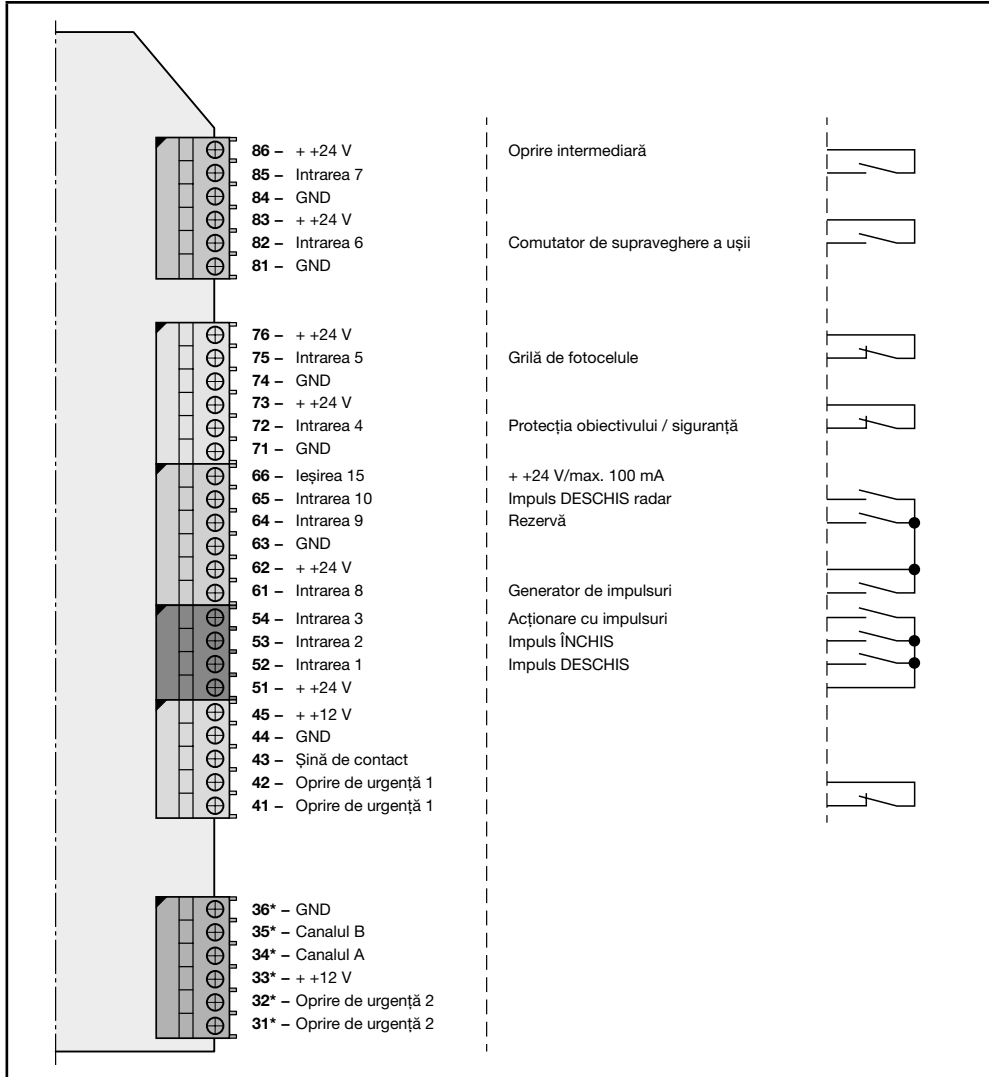 86 – + +24 V Oprire intermediară
85 – Intrarea 7
84 – GND
83 – + +24 V
82 – Intrarea 6 Comutator de supraveghere a ușii
81 – GND
76 – + +24 V
75 – Intrarea 5 Grilă de fotocelule
74 – GND
73 – + +24 V
72 – Intrarea 4 Protecția obiectivului / siguranță
71 – GND
66 – Ieșirea 15 + +24 V/max. 100 mA
65 – Intrarea 10 Impuls DESCHIS radar
64 – Intrarea 9 Rezervă
63 – GND
62 – + +24 V
61 – Intrarea 8 Generator de impulsuri
54 – Intrarea 3 Acționare cu impulsuri
53 – Intrarea 2 Impuls ÎNCHIS
52 – Intrarea 1 Impuls DESCHIS
51 – + +24 V
45 – + +12 V
44 – GND
43 – Șină de contact
42 – Oprire de urgență 1
41 – Oprire de urgență 1
36* – GND
35* – Canalul B
34* – Canalul A
33* – + +12 V
32* – Oprire de urgență 2
31* – Oprire de urgență 2